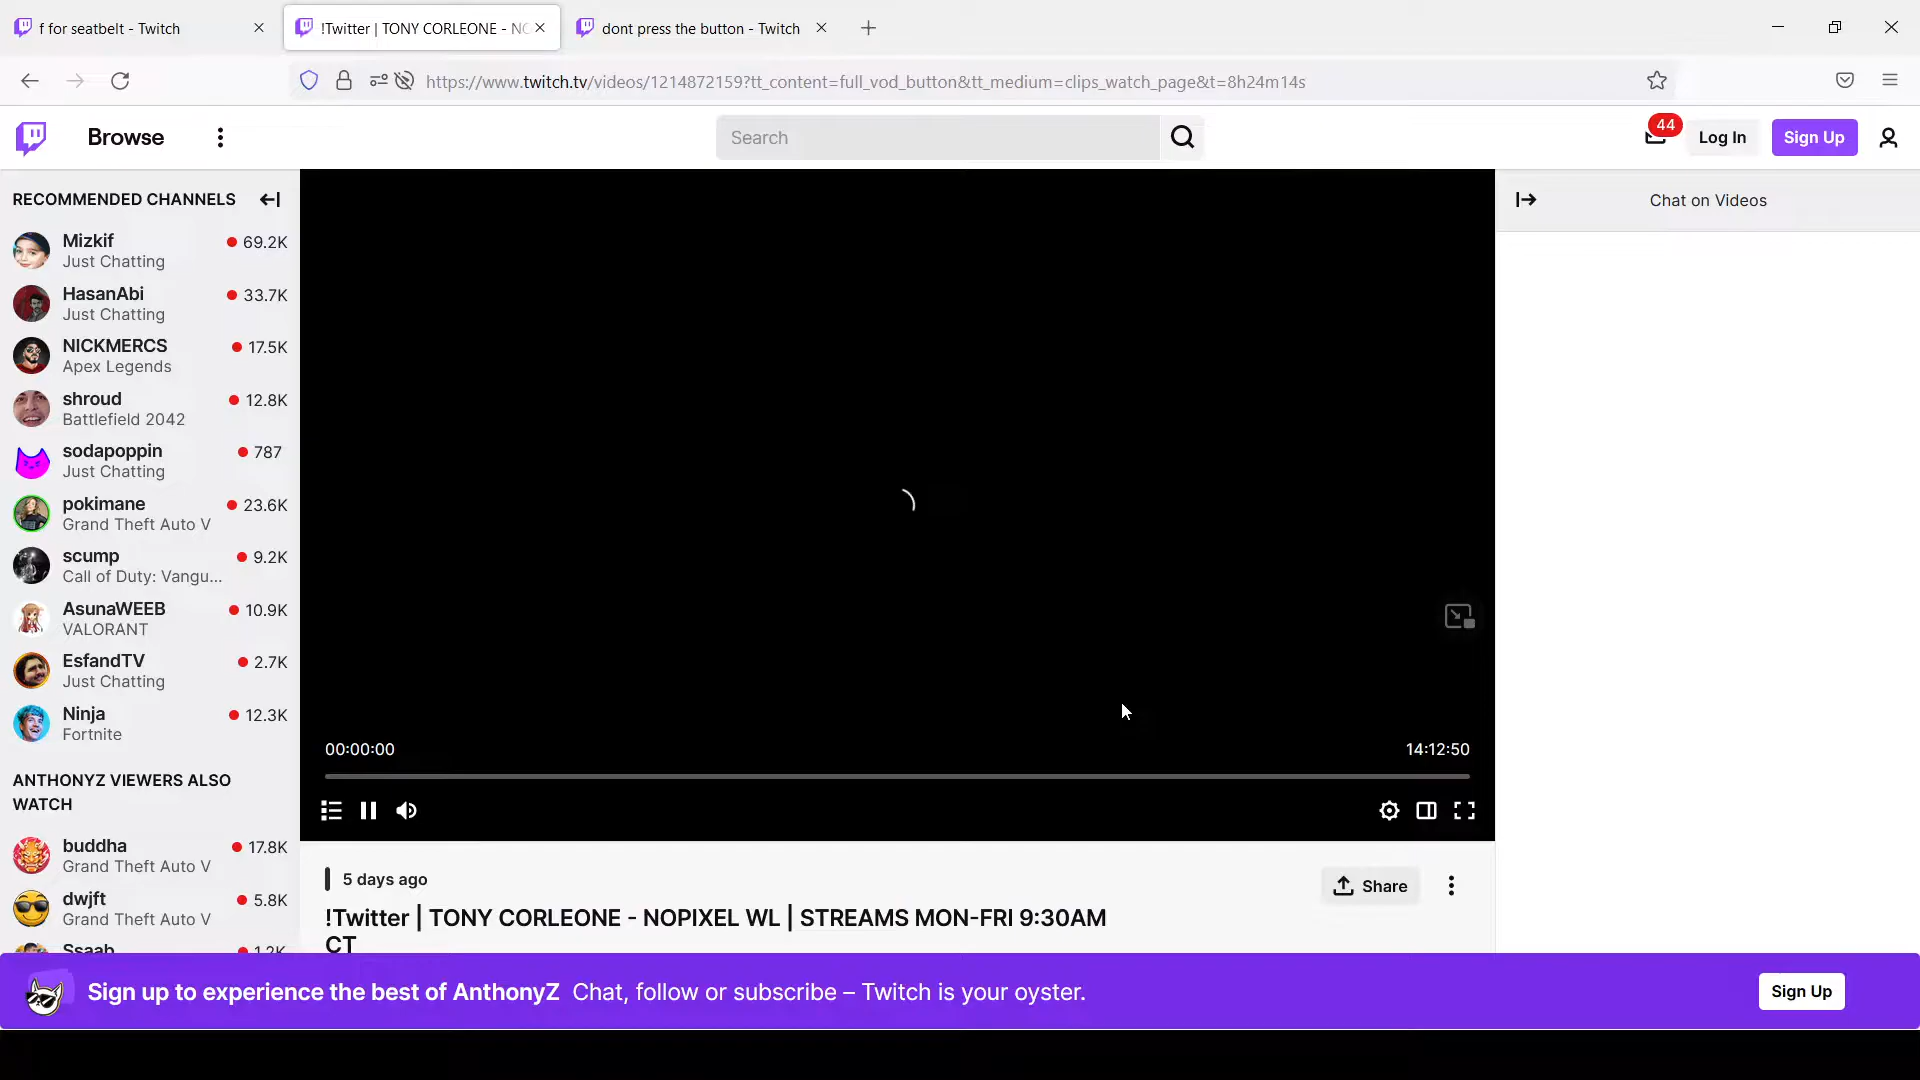 f for seatbelt - Twitch
!Twitter | TONY CORLEONE - NO
dont press the button - Twitch
https://www.twitch.tv/videos/1214872159?tt_content=full_vod_button&tt_medium=clips_watch_page&t=8h24m14s
Browse
Search
44
Log In
Sign Up
RECOMMENDED CHANNELS
Mizkif
69.2K
Just Chatting
HasanAbi
33.7K
Just Chatting
NICKMERCS
17.5K
Apex Legends
shroud
12.8K
Battlefield 2042
sodapoppin
787
Just Chatting
pokimane
23.6K
Grand Theft Auto V
scump
9.2K
Call of Duty: Vangu...
AsunaWEEB
10.9K
VALORANT
EsfandTV
2.7K
Just Chatting
Ninja
12.3K
Fortnite
ANTHONYZ VIEWERS ALSO
WATCH
buddha
17.8K
Grand Theft Auto V
dwjft
5.8K
Grand Theft Auto V
Ssaab
1.2K
00:00:00
14:12:50
Chat on Videos
5 days ago
Share
!Twitter | TONY CORLEONE - NOPIXEL WL | STREAMS MON-FRI 9:30AM
CT
Sign up to experience the best of AnthonyZ Chat, follow or subscribe – Twitch is your oyster.
Sign Up